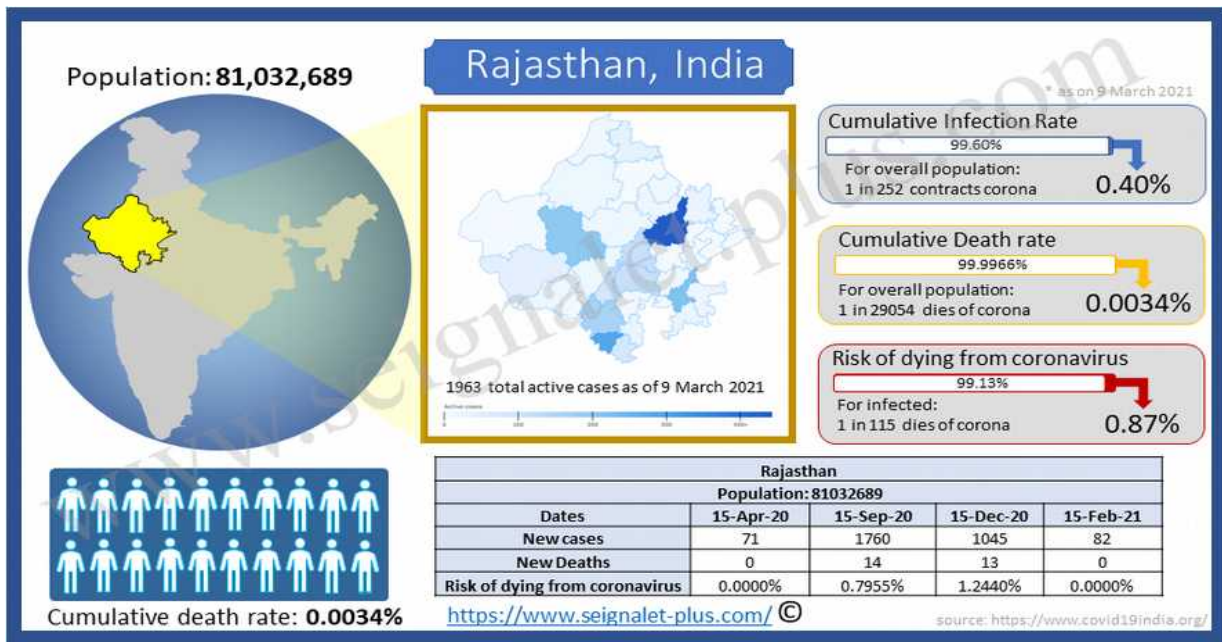 Rajasthan, India
Population: 81,032,689
* as on 9 March 2021
Cumulative Infection Rate
99.60%
For overall population:
1 in 252 contracts corona
0.40%
Cumulative Death rate
99.9966%
For overall population:
1 in 29054 dies of corona
0.0034%
Risk of dying from coronavirus
99.13%
For infected:
1 in 115 dies of corona
0.87%
1963 total active cases as of 9 March 2021
Active cases
0
www.seignalet-plus.com
Rajasthan
Population: 81032689
Dates 15-Apr-20 15-Sep-20 15-Dec-20 15-Feb-21
New cases 71 1760 1045 82
New Deaths 0 14 13 0
Risk of dying from coronavirus 0.0000% 0.7955% 1.2440% 0.0000%
Cumulative death rate: 0.0034%
https://www.seignalet-plus.com/ ©
source: https://www.covid19india.org/